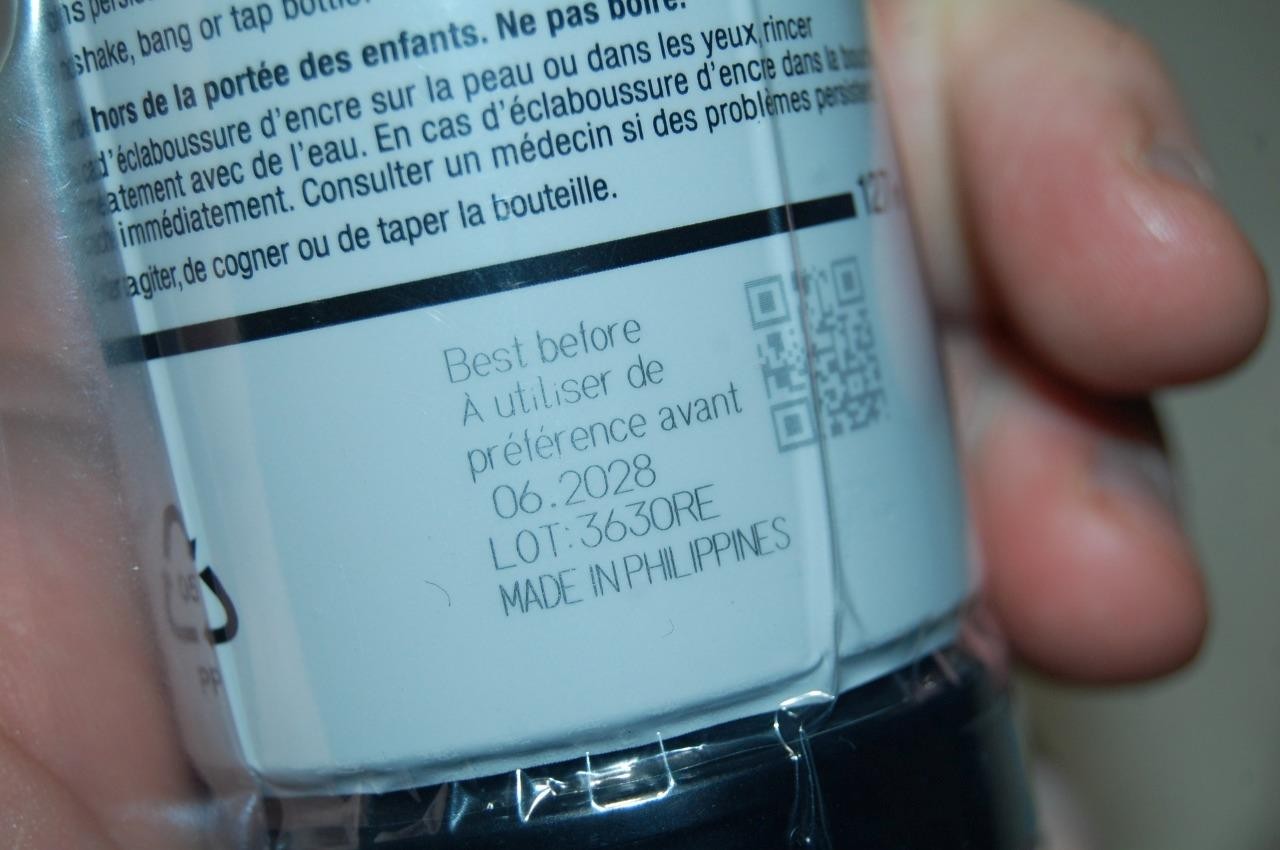 shake, bang or tap bottle.
hors de la portée des enfants. Ne pas boire.
d'éclaboussure d'encre sur la peau ou dans les yeux, rincer
avec de l'eau. En cas d'éclaboussure d'encre dans la
immédiatement. Consulter un médecin si des problèmes
agiter, de cogner ou de taper la bouteille.
Best before
À utiliser de
préférence avant
06.2028
LOT:3630RE
MADE IN PHILIPPINES
PP